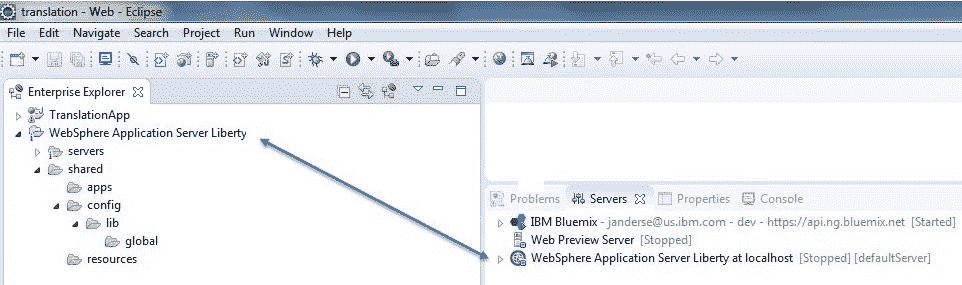 translation - Web - Eclipse
File Edit Navigate Search Project Run Window Help
Enterprise Explorer
TranslationApp
WebSphere Application Server Liberty
servers
shared
apps
config
lib
global
resources
Problems Servers Properties Console
IBM Bluemix - janderse@us.ibm.com - dev - https://api.ng.bluemix.net [Started]
Web Preview Server [Stopped]
WebSphere Application Server Liberty at localhost [Stopped] [defaultServer]